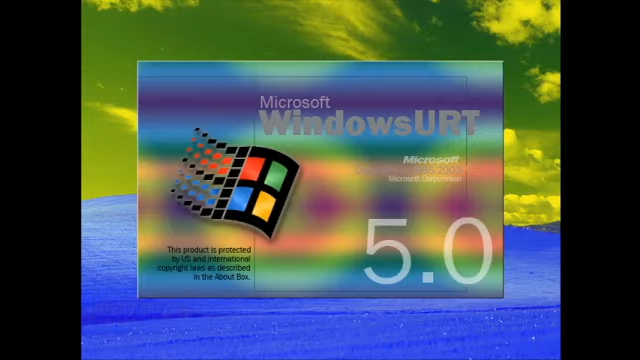 Microsoft
WindowsURT
Microsoft
Microsoft Corporation
This product is protected
by US and international
copyright laws as described
in the About Box.
5.0